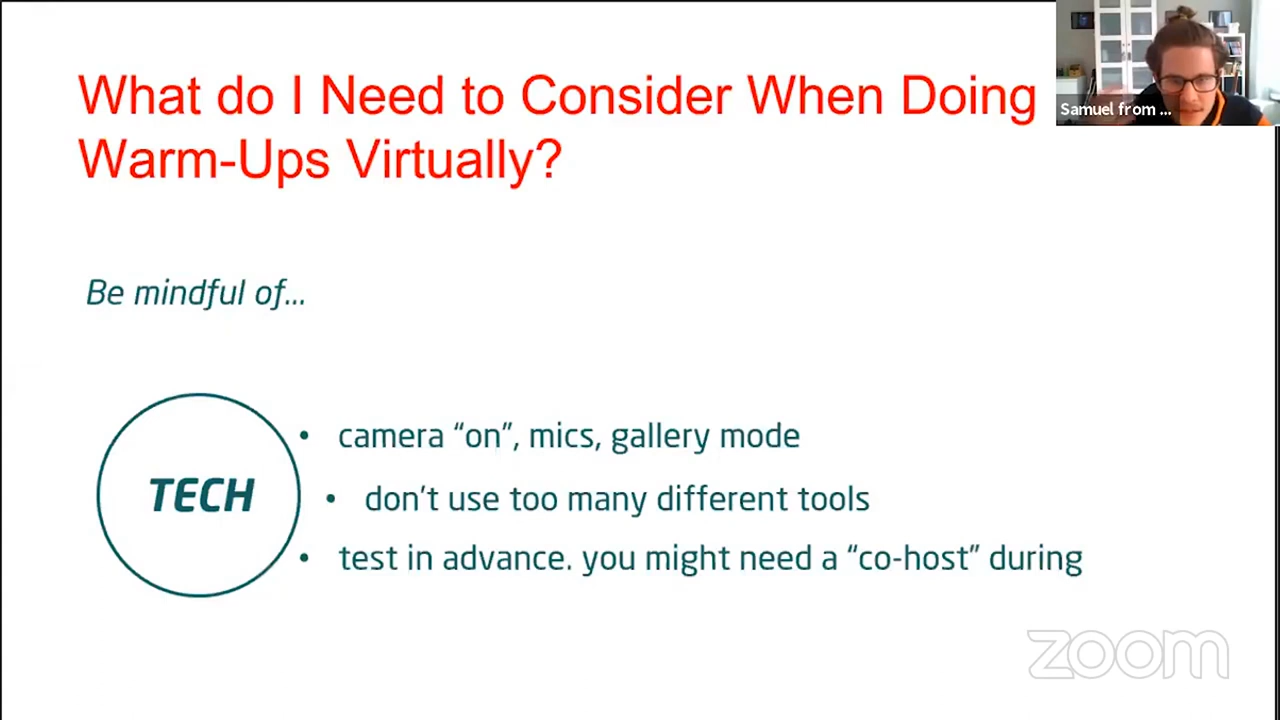 What do I Need to Consider When Doing
Warm-Ups Virtually?
Samuel from ...
Be mindful of...
TECH
• camera “on”, mics, gallery mode
• don’t use too many different tools
• test in advance. you might need a “co-host” during
zoom